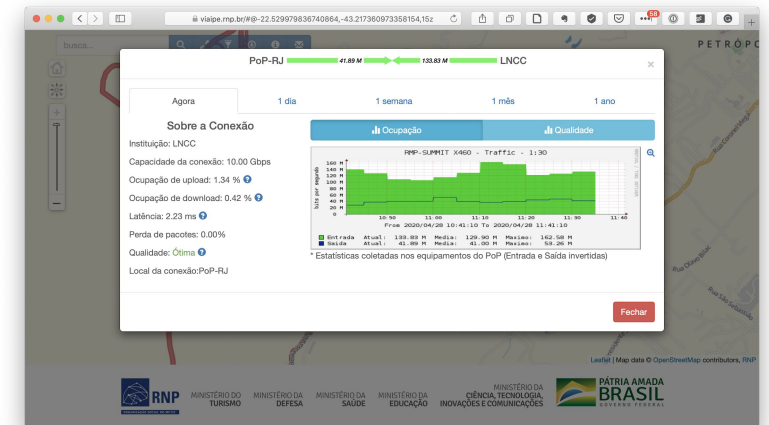 viaipe.rnp.br/#@-22.529979836740864,-43.217360973358154,15z
58
busca...
PETRÓPO
PoP-RJ 41.89 M 133.83 M LNCC
×
Agora 1 dia 1 semana 1 mês 1 ano
Sobre a Conexão
Instituição: LNCC
Capacidade da conexão: 10.00 Gbps
Ocupação de upload: 1.34 %
Ocupação de download: 0.42 %
Latência: 2.23 ms
Perda de pacotes: 0.00%
Qualidade: Ótima
Local da conexão:PoP-RJ
Ocupação Qualidade
RMP-SUMMIT X460 - Traffic - 1:30
bits por segundo
160 M
140 M
120 M
100 M
80 M
60 M
40 M
20 M
0
10:50 11:00 11:10 11:20 11:30 11:40
From 2020/04/28 10:41:10 To 2020/04/28 11:41:10
Entrada Atual: 133.83 M Media: 129.90 M Maximo: 162.58 M
Saida Atual: 41.89 M Media: 41.00 M Maximo: 53.26 M
* Estatísticas coletadas nos equipamentos do PoP (Entrada e Saída invertidas)
Fechar
Leaflet | Map data © OpenStreetMap contributors, RNP
RNP
MINISTÉRIO DO TURISMO
MINISTÉRIO DA DEFESA
MINISTÉRIO DA SAÚDE
MINISTÉRIO DA EDUCAÇÃO
MINISTÉRIO DA CIÊNCIA, TECNOLOGIA, INOVAÇÕES E COMUNICAÇÕES
PÁTRIA AMADA
BRASIL
GOVERNO FEDERAL